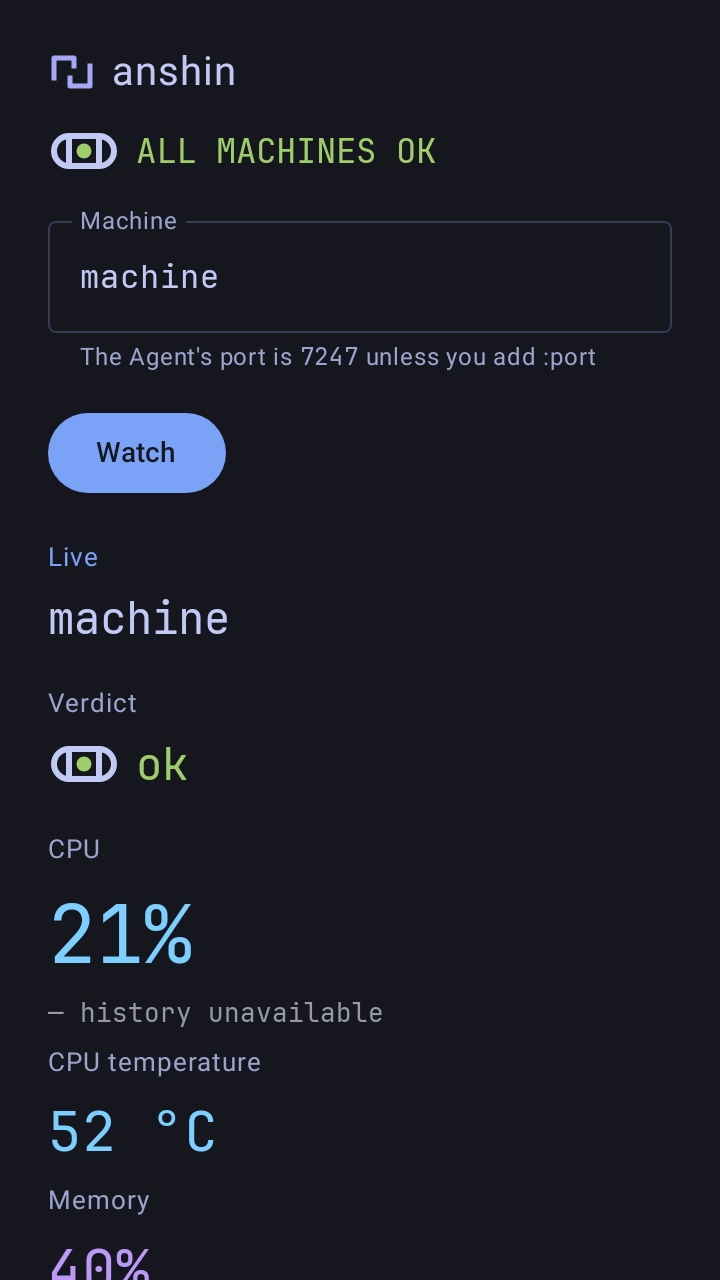 anshin
ALL MACHINES OK
Machine
machine
The Agent's port is 7247 unless you add :port
Watch
Live
machine
Verdict
ok
CPU
21%
— history unavailable
CPU temperature
52 °C
Memory
40%